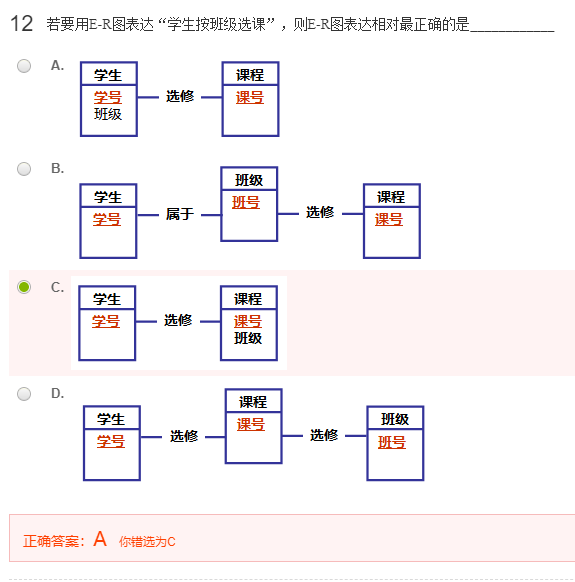 12 若要用E-R图表达“学生按班级选课”，则E-R图表达相对最正确的是____________
A.
学生
学号
班级
选修
课程
课号
B.
学生
学号
属于
班级
班号
选修
课程
课号
C.
学生
学号
选修
课程
课号
班级
D.
学生
学号
选修
课程
课号
选修
班级
班号
正确答案：A 你错选为C